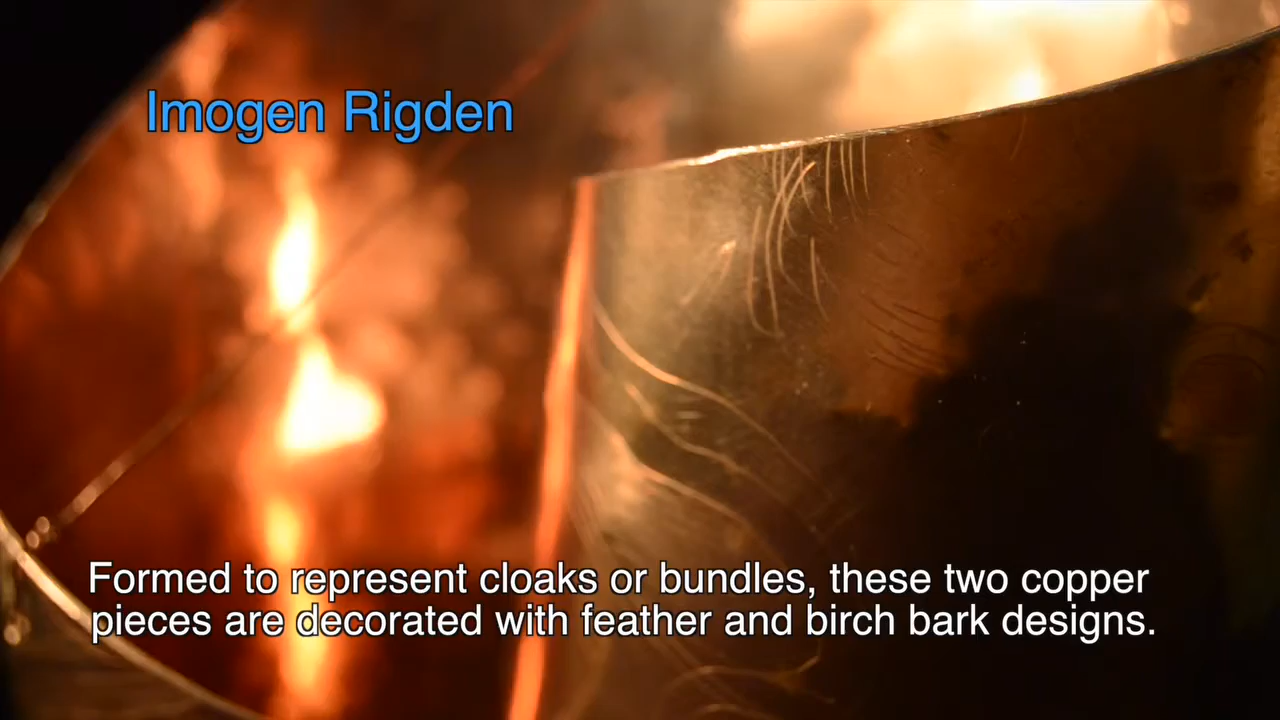 Imogen Rigden
Formed to represent cloaks or bundles, these two copper
pieces are decorated with feather and birch bark designs.